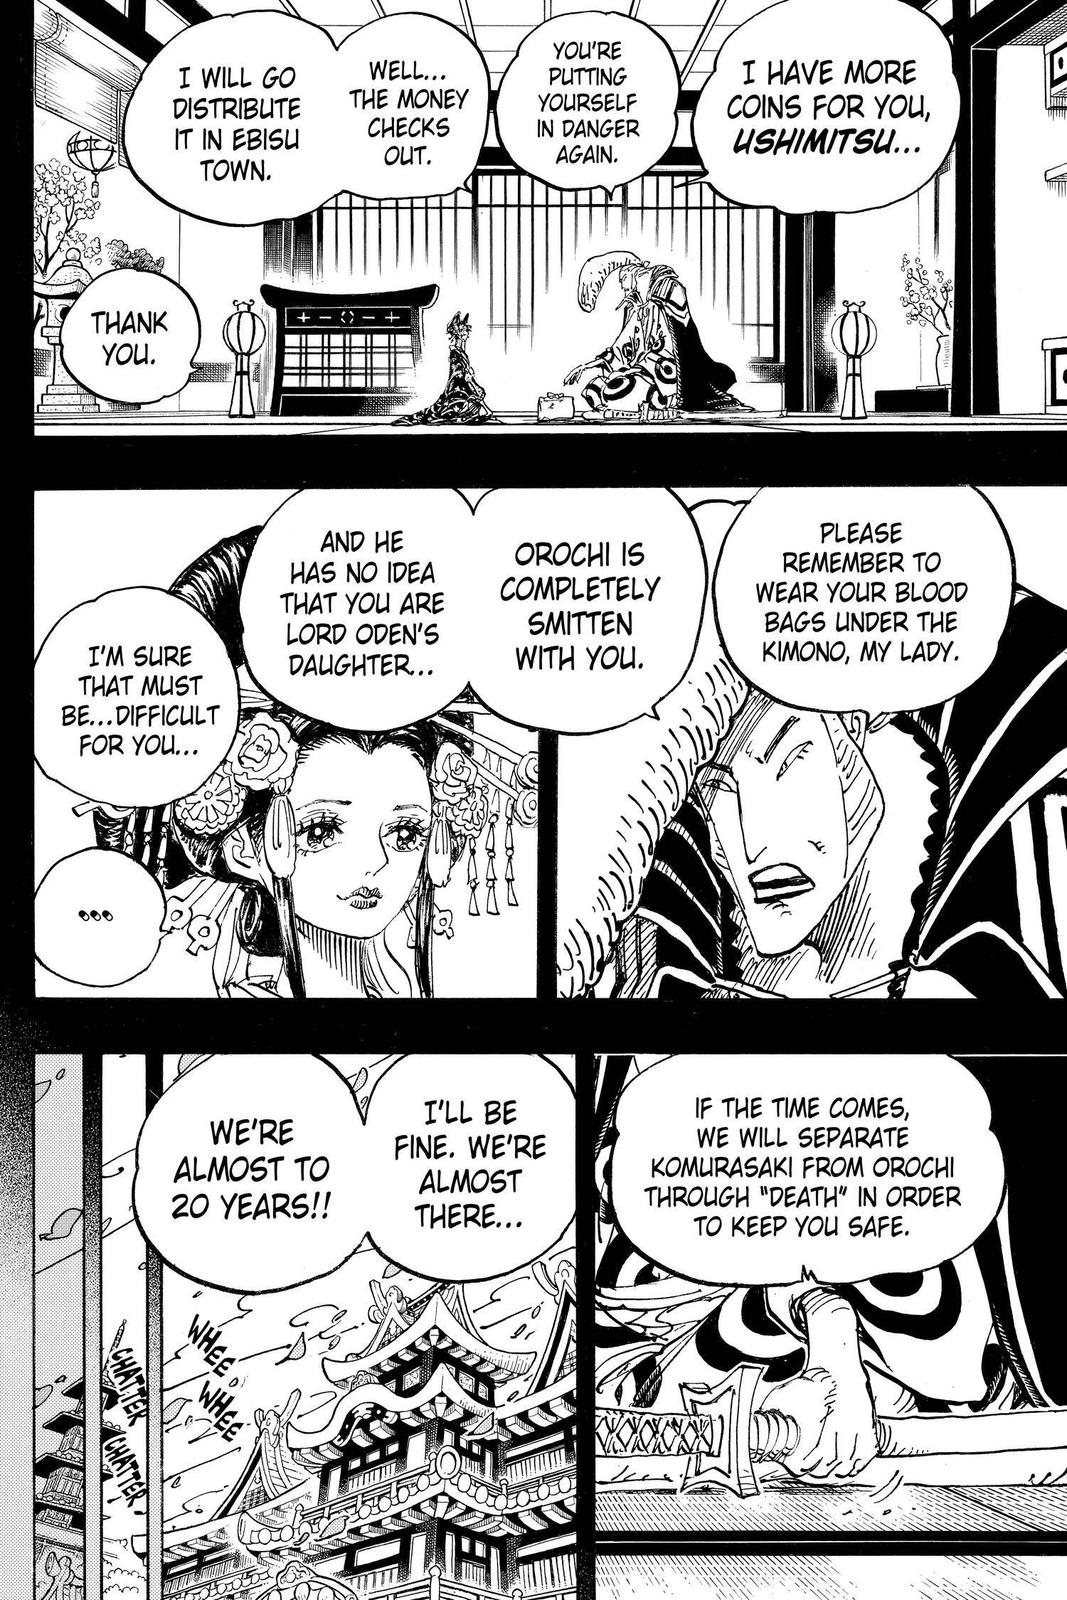 I HAVE MORE
COINS FOR YOU,
USHIMITSU...
YOU'RE
PUTTING
YOURSELF
IN DANGER
AGAIN.
WELL...
THE MONEY
CHECKS
OUT.
I WILL GO
DISTRIBUTE
IT IN EBISU
TOWN.
THANK
YOU.
PLEASE
REMEMBER TO
WEAR YOUR BLOOD
BAGS UNDER THE
KIMONO, MY LADY.
OROCHI IS
COMPLETELY
SMITTEN
WITH YOU.
AND HE
HAS NO IDEA
THAT YOU ARE
LORD ODEN'S
DAUGHTER...
I'M SURE
THAT MUST
BE...DIFFICULT
FOR YOU...
...
IF THE TIME COMES,
WE WILL SEPARATE
KOMURASAKI FROM OROCHI
THROUGH "DEATH" IN ORDER
TO KEEP YOU SAFE.
I'LL BE
FINE. WE'RE
ALMOST
THERE...
WE'RE
ALMOST TO
20 YEARS!!
WHEE
WHEE
CHATTER
CHATTER